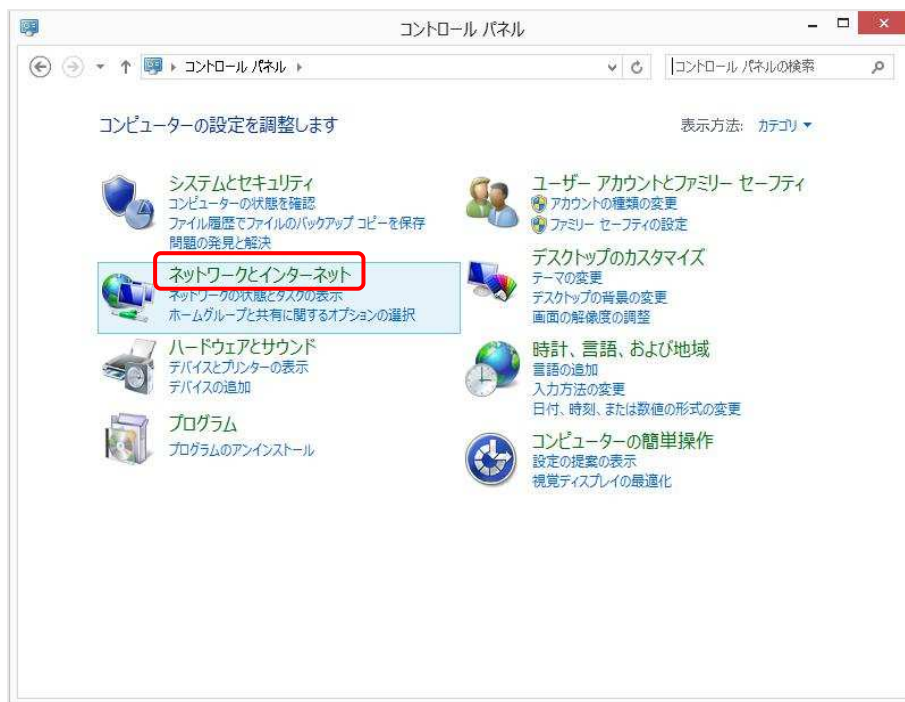 コントロール パネル
コントロール パネル
コントロール パネルの検索
コンピューターの設定を調整します
表示方法: カテゴリ
システムとセキュリティ
コンピューターの状態を確認
ファイル履歴でファイルのバックアップ コピーを保存
問題の発見と解決
ネットワークとインターネット
ネットワークの状態とタスクの表示
ホームグループと共有に関するオプションの選択
ハードウェアとサウンド
デバイスとプリンターの表示
デバイスの追加
プログラム
プログラムのアンインストール
ユーザー アカウントとファミリー セーフティ
アカウントの種類の変更
ファミリー セーフティの設定
デスクトップのカスタマイズ
テーマの変更
デスクトップの背景の変更
画面の解像度の調整
時計、言語、および地域
言語の追加
入力方法の変更
日付、時刻、または数値の形式の変更
コンピューターの簡単操作
設定の提案の表示
視覚ディスプレイの最適化